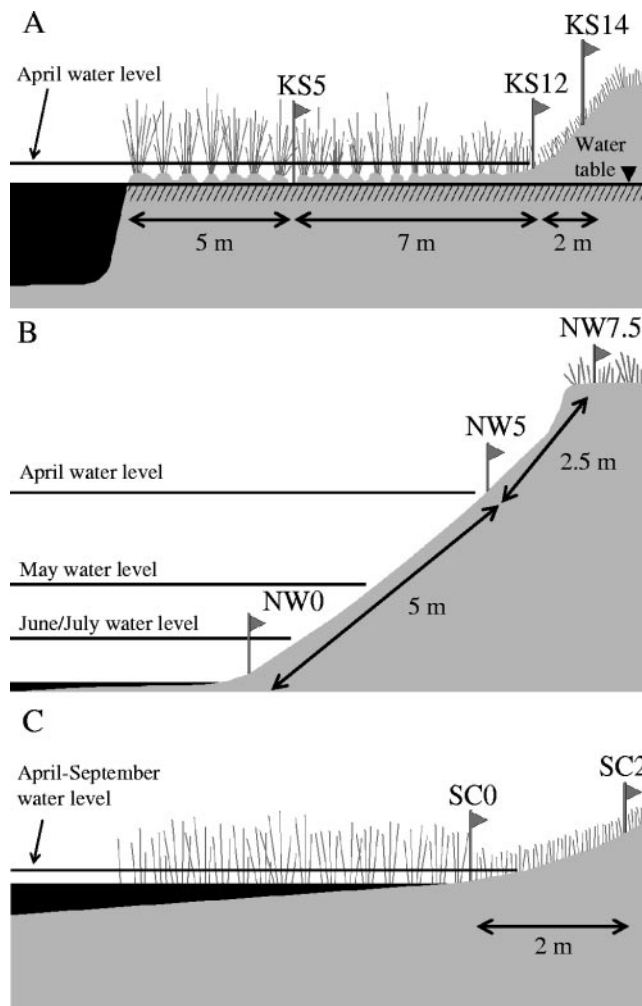 A
KS14
April water level
KS5
KS12
Water
table
5 m
7 m
2 m
B
NW7.5
NW5
April water level
2.5 m
May water level
NW0
5 m
June/July water level
C
April-September
water level
SC0
SC2
2 m